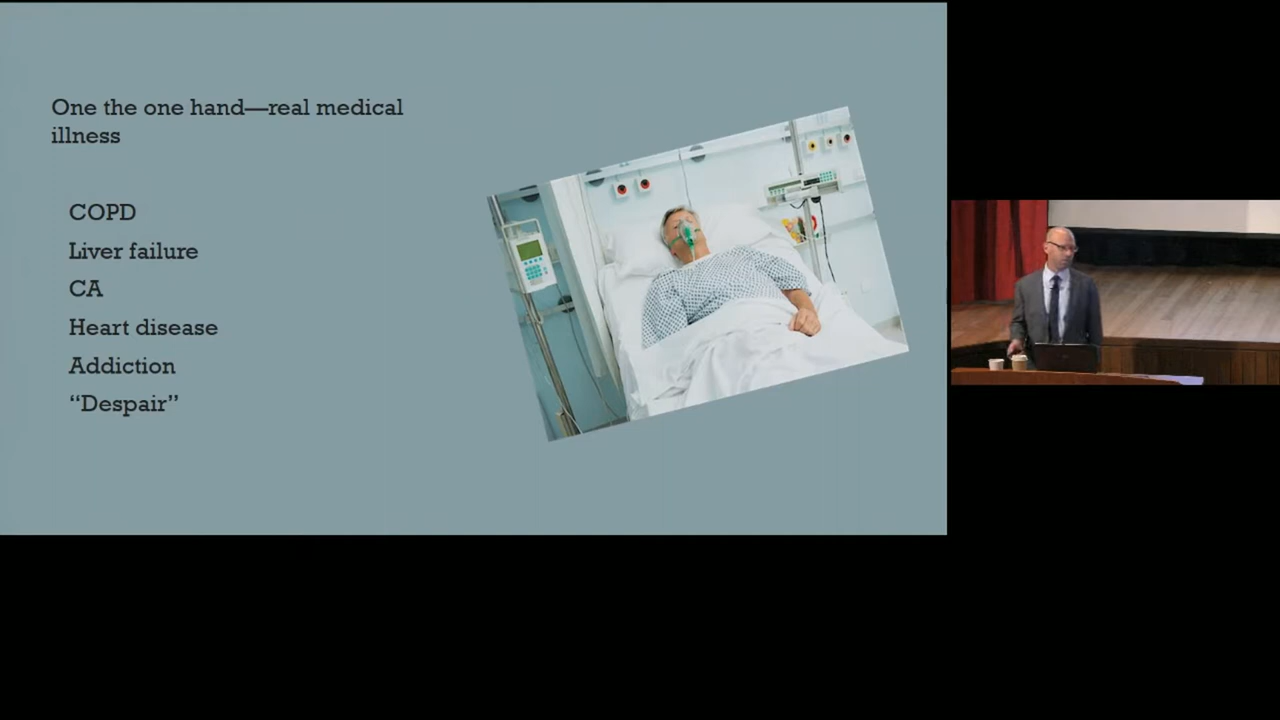 One the one hand—real medical
illness
COPD
Liver failure
CA
Heart disease
Addiction
“Despair”